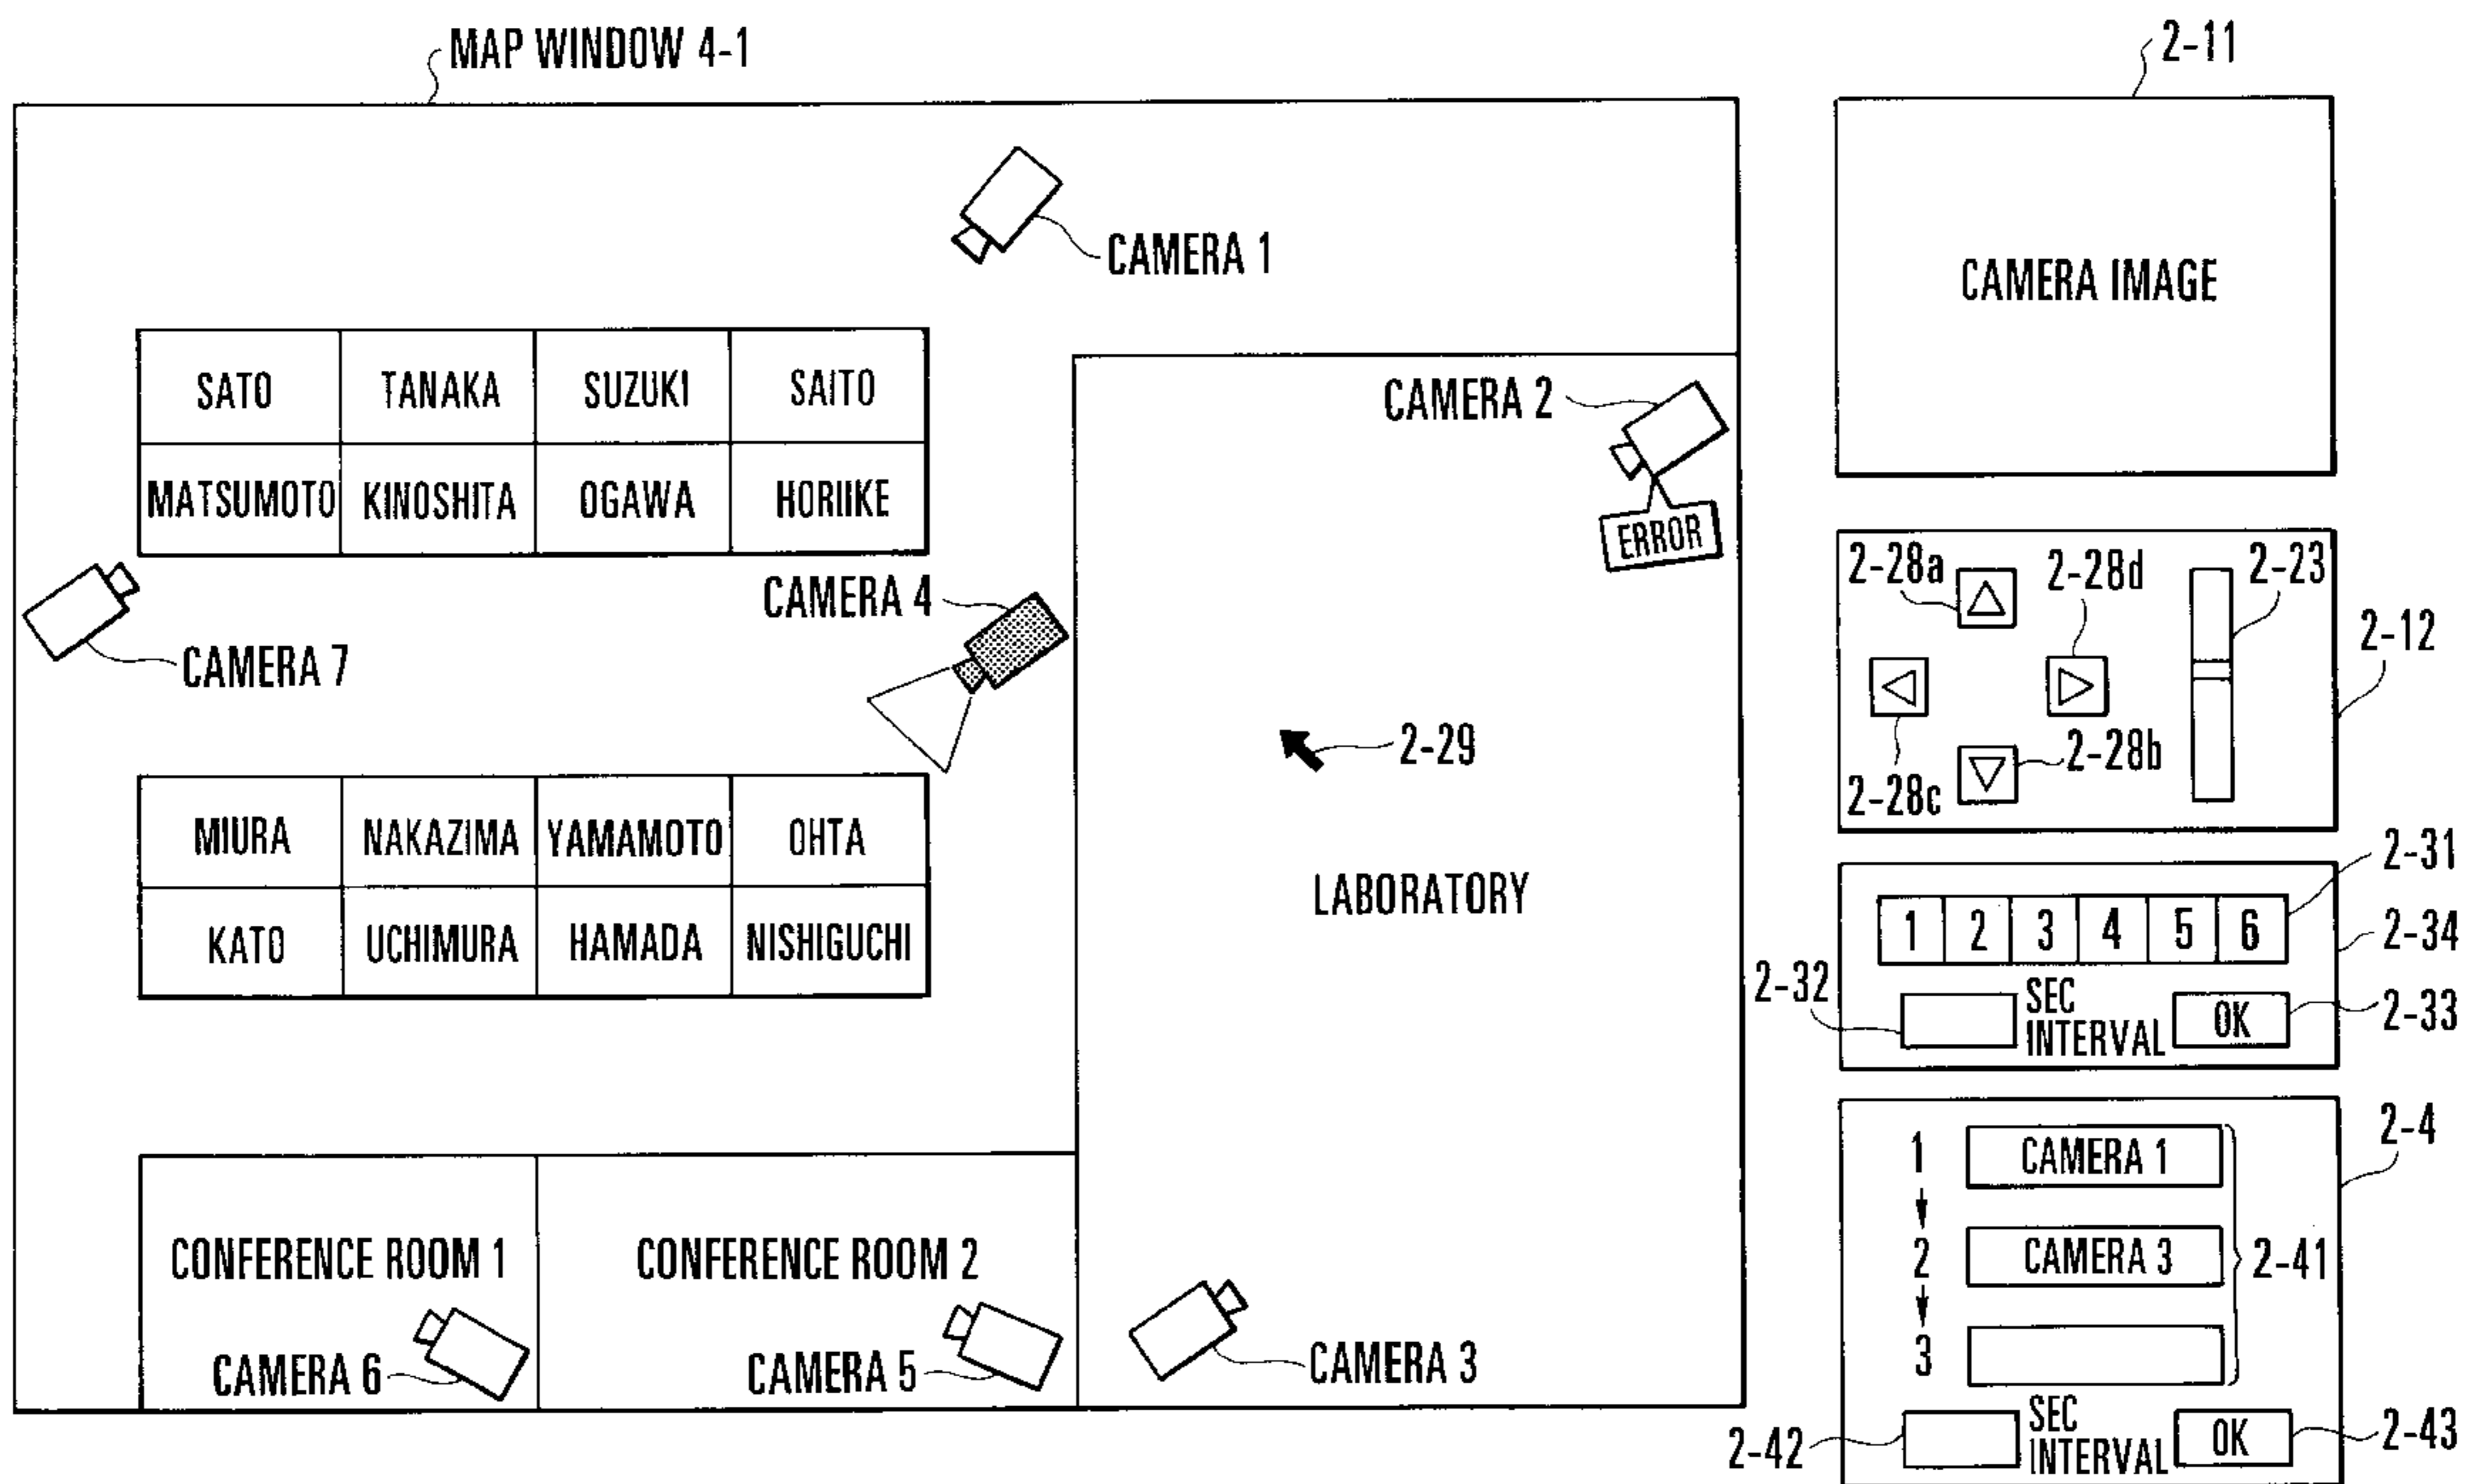 MAP WINDOW 4-1
2-11
CAMERA 1
CAMERA IMAGE
SATO TANAKA SUZUKI SAITO
MATSUMOTO KINOSHITA OGAWA HORIIKE
CAMERA 2
ERROR
CAMERA 7
CAMERA 4
2-29
2-28a 2-28d 2-23
2-12
2-28c 2-28b
MIURA NAKAZIMA YAMAMOTO OHTA
KATO UCHIMURA HAMADA NISHIGUCHI
LABORATORY
2-31
1 2 3 4 5 6
2-34
2-32
SEC
INTERVAL
OK
2-33
CONFERENCE ROOM 1
CONFERENCE ROOM 2
CAMERA 6
CAMERA 5
CAMERA 3
2-4
1 CAMERA 1
2 CAMERA 3
2-41
3
2-42
SEC
INTERVAL
OK
2-43